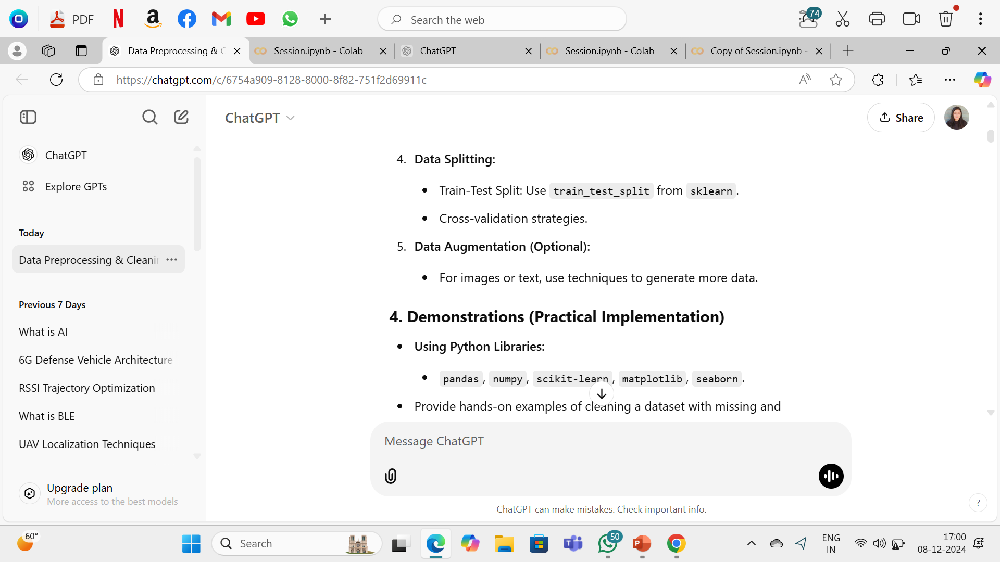 PDF
Search the web
74
Data Preprocessing & C
Session.ipynb - Colab
ChatGPT
Session.ipynb - Colab
Copy of Session.ipynb -
https://chatgpt.com/c/6754a909-8128-8000-8f82-751f2d69911c
ChatGPT
Share
ChatGPT
Explore GPTs
Today
Data Preprocessing & Cleanin
Previous 7 Days
What is AI
6G Defense Vehicle Architecture
RSSI Trajectory Optimization
What is BLE
UAV Localization Techniques
Upgrade plan
More access to the best models
4. Data Splitting:
Train-Test Split: Use train_test_split from sklearn.
Cross-validation strategies.
5. Data Augmentation (Optional):
For images or text, use techniques to generate more data.
4. Demonstrations (Practical Implementation)
Using Python Libraries:
pandas, numpy, scikit-learn, matplotlib, seaborn.
Provide hands-on examples of cleaning a dataset with missing and
Message ChatGPT
ChatGPT can make mistakes. Check important info.
?
60°
Search
50
ENG
IN
17:00
08-12-2024